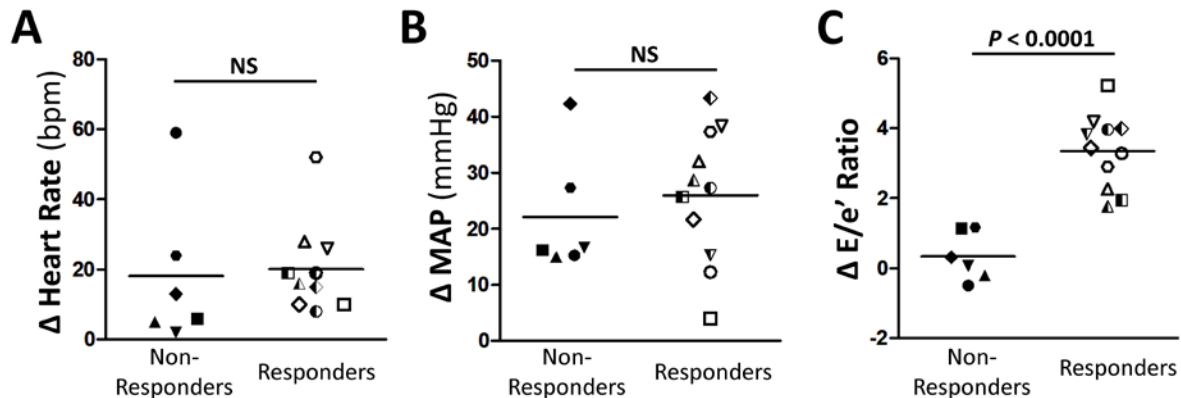 A
Δ Heart Rate (bpm)
80
60
40
20
0
NS
Non-
Responders
Responders
B
Δ MAP (mmHg)
50
40
30
20
10
0
NS
Non-
Responders
Responders
C
Δ E/e' Ratio
6
4
2
0
-2
P < 0.0001
Non-
Responders
Responders